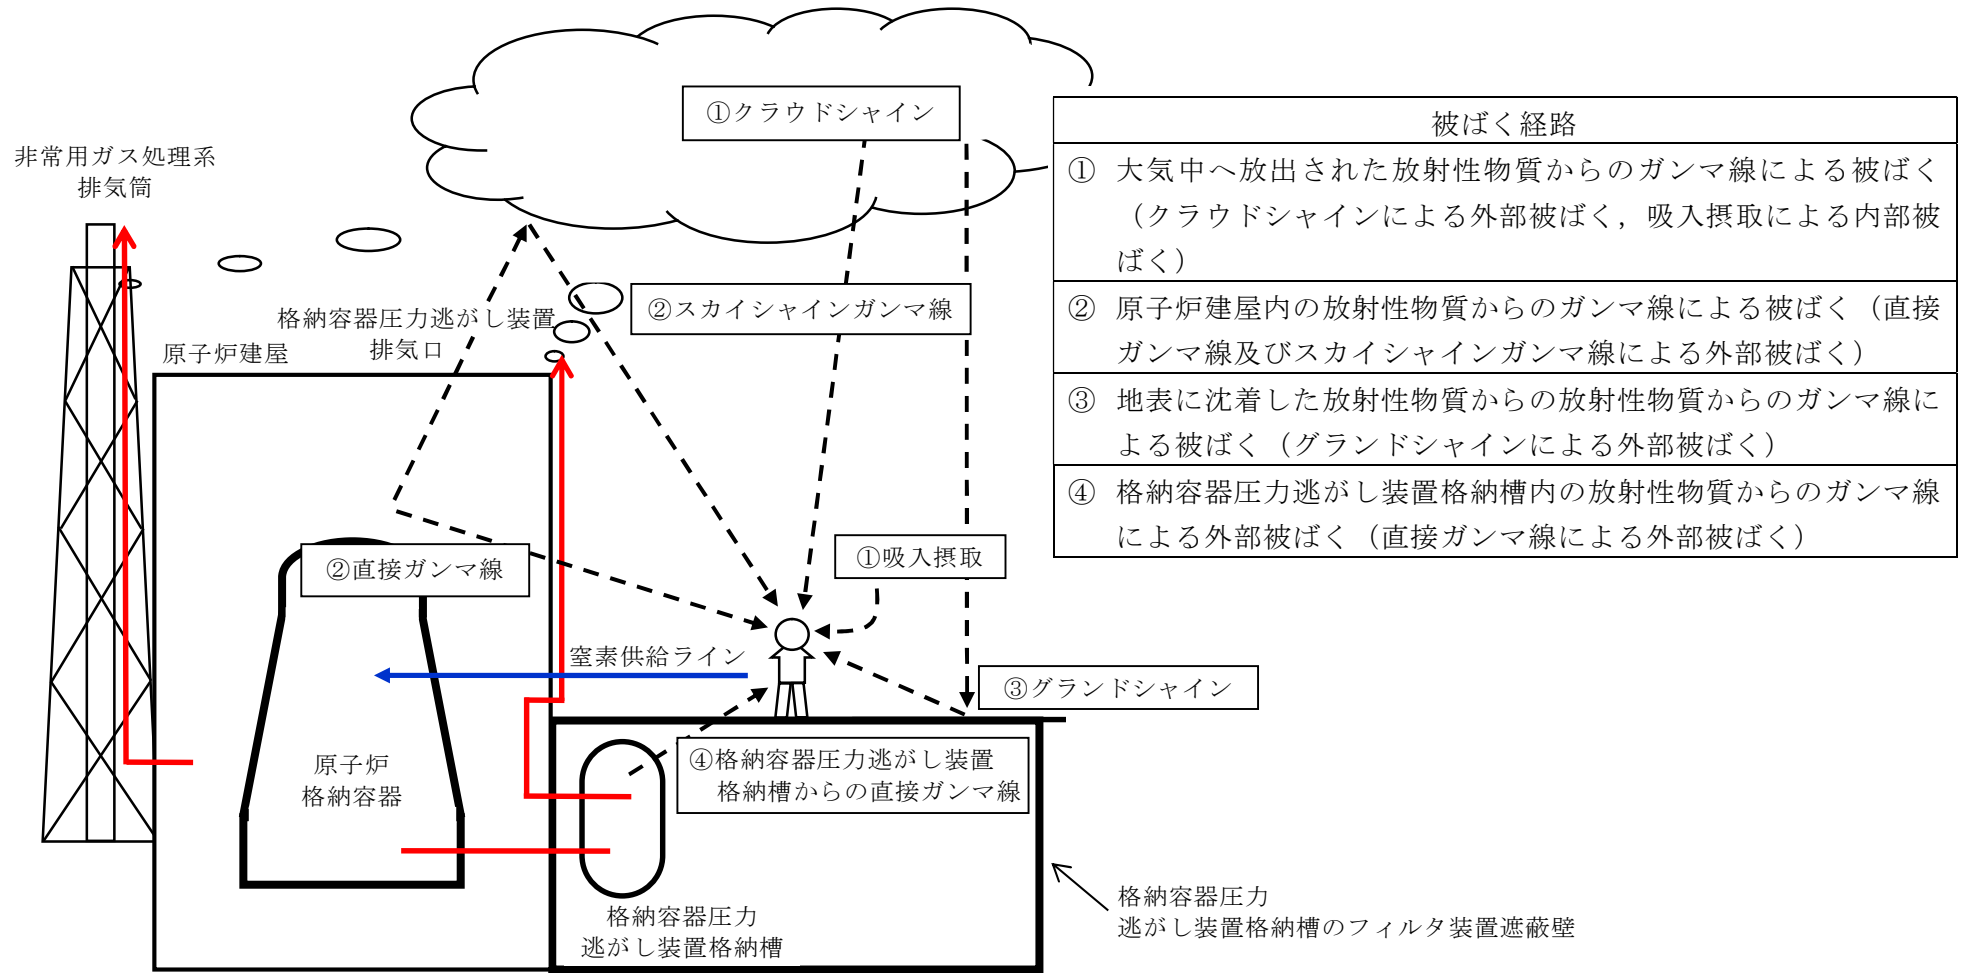 ①クラウドシャイン
非常用ガス処理系
排気筒
②スカイシャインガンマ線
格納容器圧力逃がし装置
排気口
原子炉建屋
①吸入摂取
②直接ガンマ線
窒素供給ライン
③グランドシャイン
原子炉
格納容器
④格納容器圧力逃がし装置
格納槽からの直接ガンマ線
格納容器圧力
逃がし装置格納槽
格納容器圧力
逃がし装置格納槽のフィルタ装置遮蔽壁
被ばく経路
① 大気中へ放出された放射性物質からのガンマ線による被ばく
（クラウドシャインによる外部被ばく，吸入摂取による内部被
ばく）
② 原子炉建屋内の放射性物質からのガンマ線による被ばく（直接
ガンマ線及びスカイシャインガンマ線による外部被ばく）
③ 地表に沈着した放射性物質からの放射性物質からのガンマ線に
よる被ばく（グランドシャインによる外部被ばく）
④ 格納容器圧力逃がし装置格納槽内の放射性物質からのガンマ線
による外部被ばく（直接ガンマ線による外部被ばく）